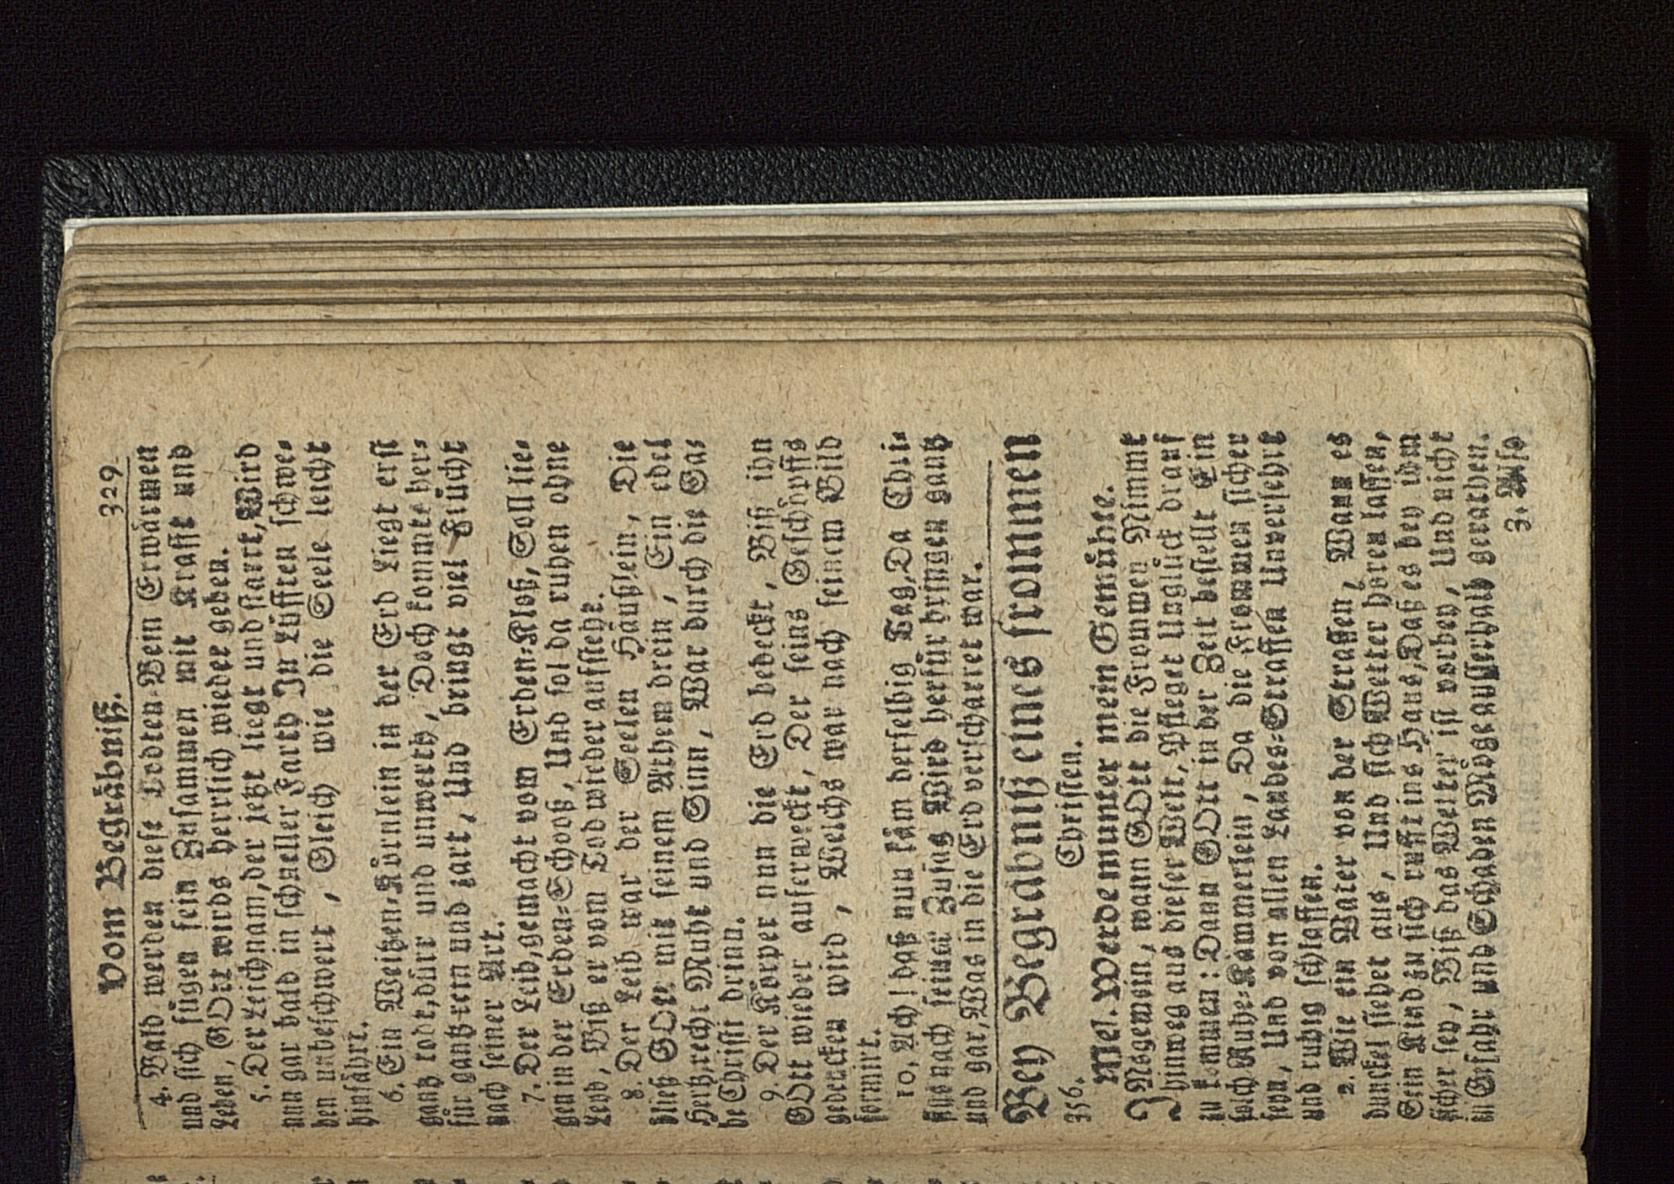 Vom Begräbniß. 329
4. Bald werden diese Todten-Bein Erwärmen
und sich fügen fein Zusammen mit Krafft und
Leben, GOtt wirds herrlich wieder geben.
5. Der Leichnam, der jetzt liegt und starrt, Wird
nun gar bald in schneller Farth In Lüfften schwe-
ben unbeschwert, Gleich wie die Seele leicht
hinfährt.
6. Ein Weitzen-Körnlein in der Erd Liegt erst
gantz todt, dürr und unwerth, Doch kommts her-
für gantz rein und zart, Und bringt viel Frücht
nach seiner Art.
7. Der Leib, gemacht vom Erden-Kloß, Soll lie-
gen in der Erden-Schooß, Und sol da ruhen ohne
Leyd, Biß er vom Tod wieder aufsteht.
8. Der Leib war der Seelen Häußlein, Die
bließ GOtt mit seinem Athem drein, Ein edel
Hertz, recht Muht und Sinn, War durch die Ga-
be Christi drinn.
9. Der Körper nun die Erd bedeckt, Biß ihn
GOtt wieder auferweckt, Der seins Geschöpffs
gedencken wird, Welchs war nach seinem Bild
formirt.
10. Ach! daß nun käm derselbig Tag, Da Chri-
stus nach seiner Zusag Wird herfür bringen gantz
und gar, Was in die Erd verscharret war.
Bey Begräbniß eines frommen
356. Christen.
Mel. Werde munter mein Gemühte.
INsgemein, wann GOtt die Frommen Nimmt
hinweg aus dieser Welt, Pfleget Unglück drauf
zu kommen: Dann GOtt in der Zeit bestellt Ein
solch Ruhe-Kämmerlein, Da die Frommen sicher
seyn, Und von allen Landes-Straffen Unversehrt
und ruhig schlaffen.
2. Wie ein Vater von der Strassen, Wann es
dunckel siehet aus, Und sich Wetter hören lassen,
Sein Kind zu sich rufft ins Haus, Daß es bey ihm
sicher sey, Biß das Wetter ist vorbey, Und nicht
in Gefahr und Schaden Möge ausserhalb gerathen.
3. Also